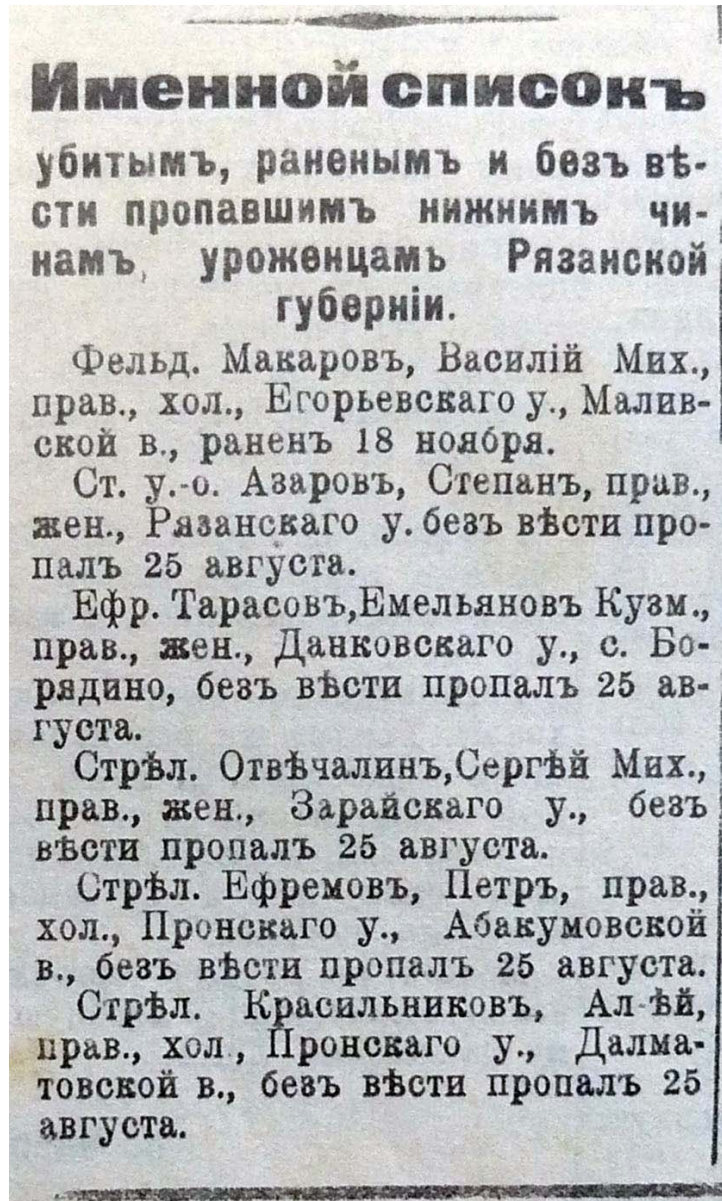 Именной списокъ
убитымъ, раненымъ и безъ вѣ-
сти пропавшимъ нижнимъ чи-
намъ, уроженцамъ Рязанской
губерніи.
Фельд. Макаровъ, Василій Мих.,
прав., хол., Егорьевскаго у., Малив-
ской в., раненъ 18 ноября.
Ст. у.-о. Азаровъ, Степанъ, прав.,
жен., Рязанскаго у. безъ вѣсти про-
палъ 25 августа.
Ефр. Тарасовъ,Емельяновъ Кузм.,
прав., жен., Данковскаго у., с. Бо-
рядино, безъ вѣсти пропалъ 25 ав-
густа.
Стрѣл. Отвѣчалинъ,Сергѣй Мих.,
прав., жен., Зарайскаго у., безъ
вѣсти пропалъ 25 августа.
Стрѣл. Ефремовъ, Петръ, прав.,
хол., Пронскаго у., Абакумовской
в., безъ вѣсти пропалъ 25 августа.
Стрѣл. Красильниковъ, Ал-ѣй,
прав., хол., Пронскаго у., Далма-
товской в., безъ вѣсти пропалъ 25
августа.